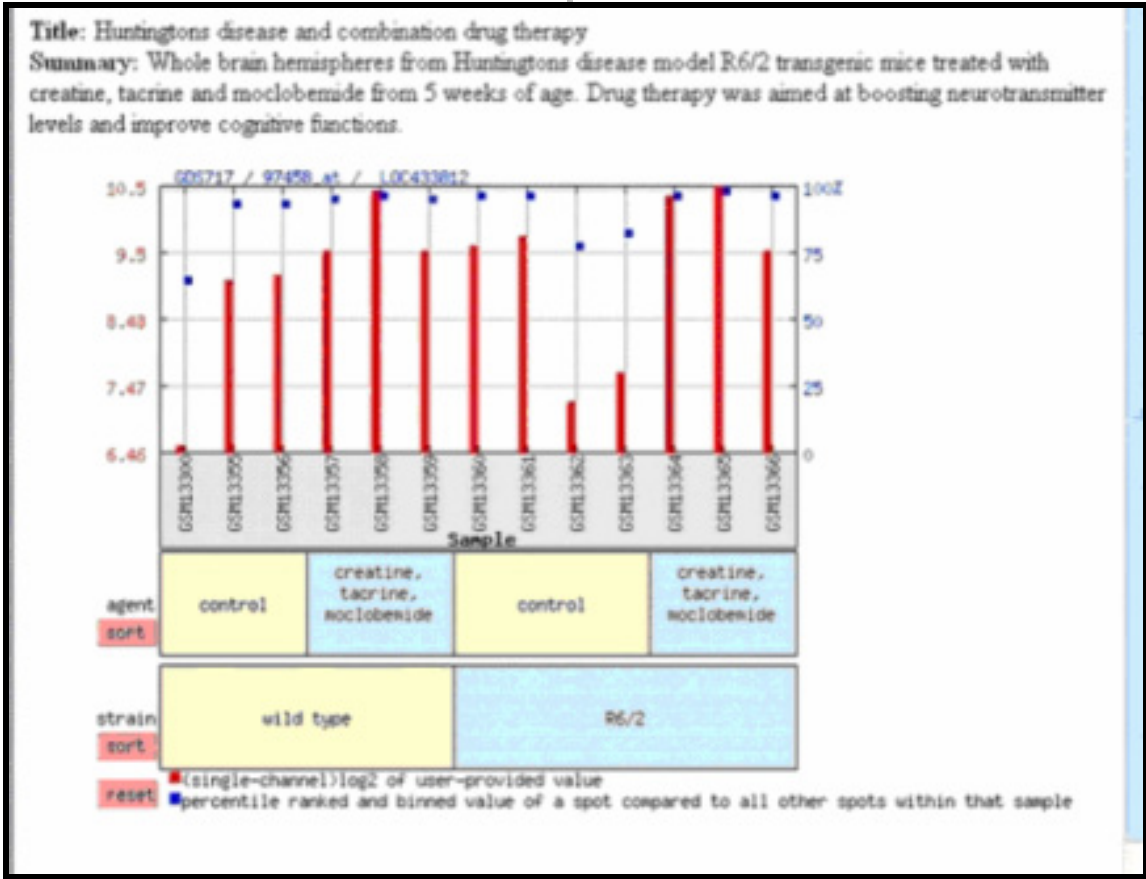 Title: Huntingtons disease and combination drug therapy
Summary: Whole brain hemispheres from Huntingtons disease model R6/2 transgenic mice treated with
creatine, tacrine and moclobemide from 5 weeks of age. Drug therapy was aimed at boosting neurotransmitter
levels and improve cognitive functions.
GDS717 / 97458_at / LOC433812
10.5
9.5
8.48
7.47
6.46
100%
75
50
25
0
GSM13300
GSM13355
GSM13356
GSM13357
GSM13358
GSM13359
GSM13360
GSM13361
GSM13362
GSM13363
GSM13364
GSM13365
GSM13366
Sample
agent
sort
control
creatine,
tacrine,
moclobemide
control
creatine,
tacrine,
moclobemide
strain
sort
wild type
R6/2
reset
(single-channel)log2 of user-provided value
percentile ranked and binned value of a spot compared to all other spots within that sample